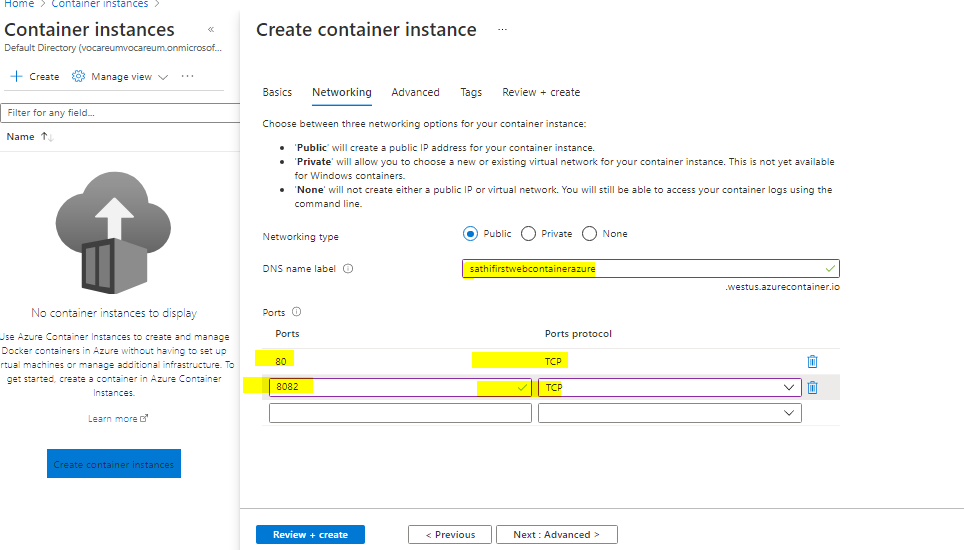 Home > Container instances >
Container instances «
Default Directory (vocareumvocareum.onmicrosof...
+ Create Manage view ...
Filter for any field...
Name ↑↓
No container instances to display
Use Azure Container Instances to create and manage
Docker containers in Azure without having to set up
rtual machines or manage additional infrastructure. To
get started, create a container in Azure Container
Instances.
Learn more
Create container instances
Create container instance ...
Basics Networking Advanced Tags Review + create
Choose between three networking options for your container instance:
• 'Public' will create a public IP address for your container instance.
• 'Private' will allow you to choose a new or existing virtual network for your container instance. This is not yet available
for Windows containers.
• 'None' will not create either a public IP or virtual network. You will still be able to access your container logs using the
command line.
Networking type Public Private None
DNS name label sathifirstwebcontainerazure
.westus.azurecontainer.io
Ports
Ports Ports protocol
80 TCP
8082 TCP
Review + create < Previous Next : Advanced >